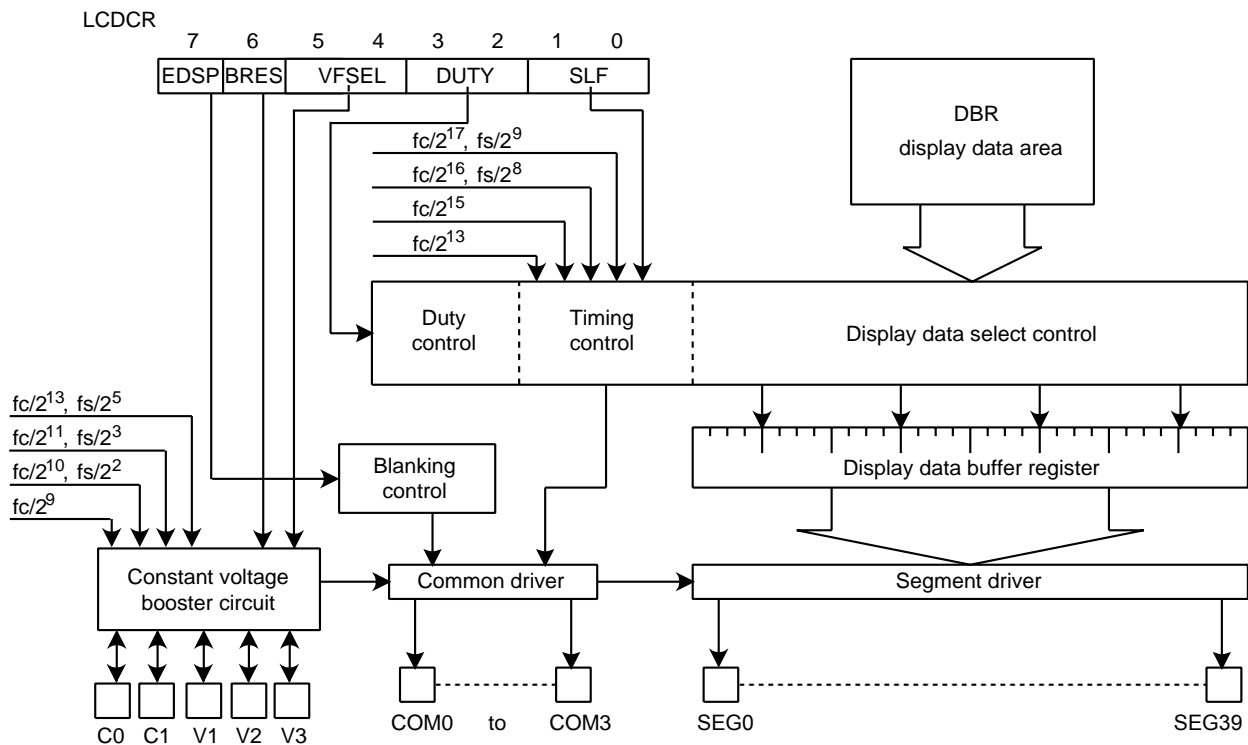 LCDCR
7 6 5 4 3 2 1 0
EDSP BRES VFSEL DUTY SLF
fc/2^17, fs/2^9
fc/2^16, fs/2^8
fc/2^15
fc/2^13
DBR
display data area
Duty
control
Timing
control
Display data select control
fc/2^13, fs/2^5
fc/2^11, fs/2^3
fc/2^10, fs/2^2
fc/2^9
Blanking
control
Display data buffer register
Constant voltage
booster circuit
Common driver
Segment driver
C0 C1 V1 V2 V3
COM0 to COM3
SEG0 SEG39